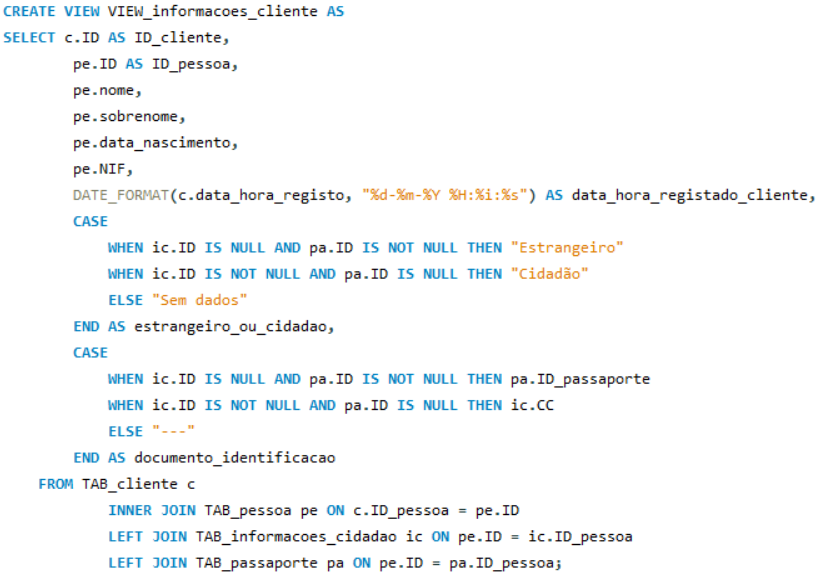 CREATE VIEW VIEW_informacoes_cliente AS
SELECT c.ID AS ID_cliente,
pe.ID AS ID_pessoa,
pe.nome,
pe.sobrenome,
pe.data_nascimento,
pe.NIF,
DATE_FORMAT(c.data_hora_registo, "%d-%m-%Y %H:%i:%s") AS data_hora_registado_cliente,
CASE
WHEN ic.ID IS NULL AND pa.ID IS NOT NULL THEN "Estrangeiro"
WHEN ic.ID IS NOT NULL AND pa.ID IS NULL THEN "Cidadão"
ELSE "Sem dados"
END AS estrangeiro_ou_cidadao,
CASE
WHEN ic.ID IS NULL AND pa.ID IS NOT NULL THEN pa.ID_passaporte
WHEN ic.ID IS NOT NULL AND pa.ID IS NULL THEN ic.CC
ELSE "---"
END AS documento_identificacao
FROM TAB_cliente c
INNER JOIN TAB_pessoa pe ON c.ID_pessoa = pe.ID
LEFT JOIN TAB_informacoes_cidadao ic ON pe.ID = ic.ID_pessoa
LEFT JOIN TAB_passaporte pa ON pe.ID = pa.ID_pessoa;